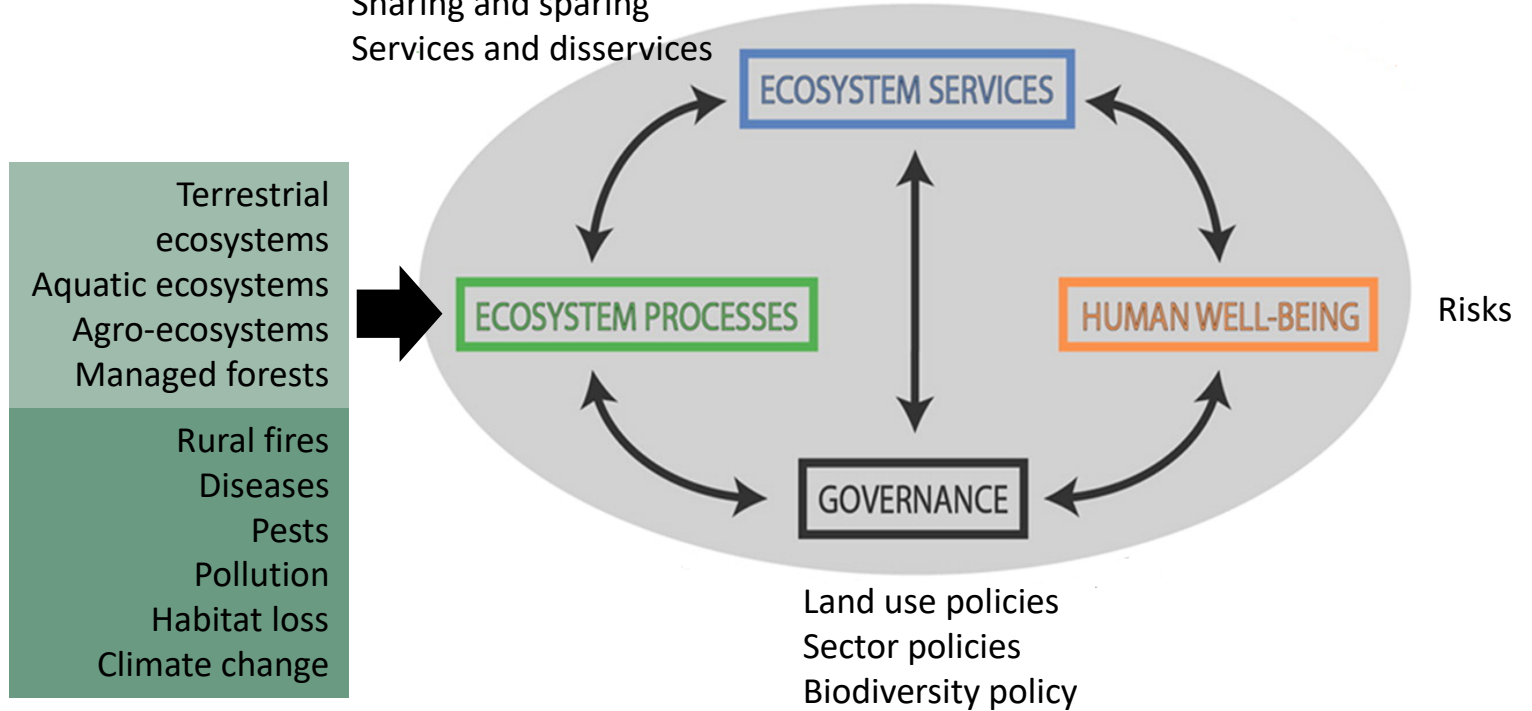 Sharing and sparing
Services and disservices
ECOSYSTEM SERVICES
Terrestrial
ecosystems
Aquatic ecosystems
Agro-ecosystems
Managed forests
Rural fires
Diseases
Pests
Pollution
Habitat loss
Climate change
ECOSYSTEM PROCESSES
HUMAN WELL-BEING
Risks
GOVERNANCE
Land use policies
Sector policies
Biodiversity policy